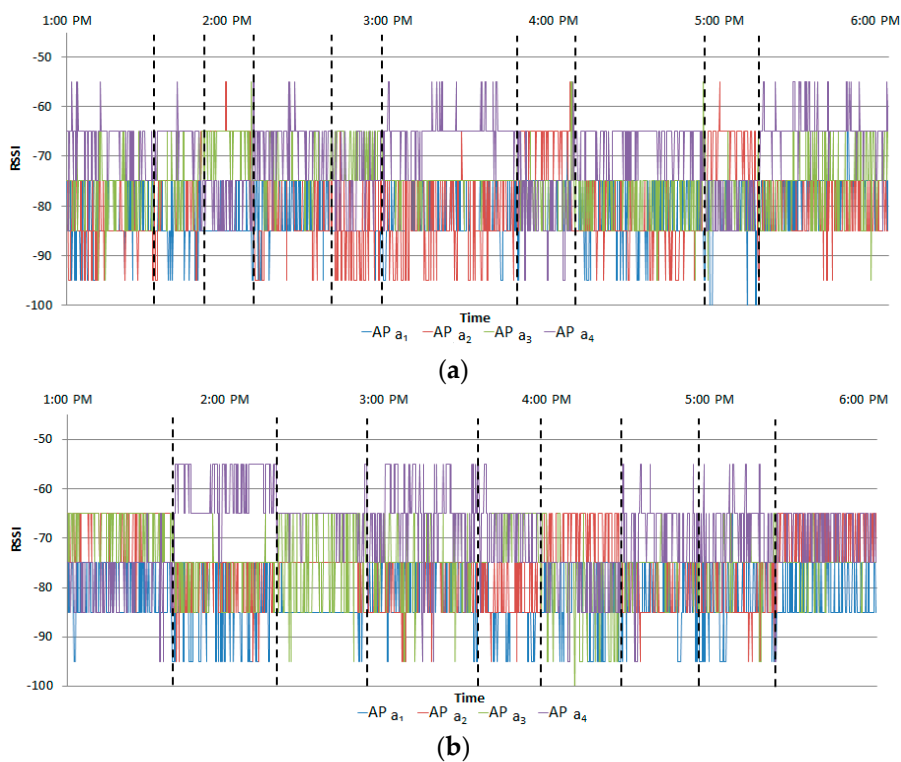 1:00 PM 2:00 PM 3:00 PM 4:00 PM 5:00 PM 6:00 PM
-50
-60
-70
-80
-90
-100
RSSI
Time
AP a₁ AP a₂ AP a₃ AP a₄
(a)
1:00 PM 2:00 PM 3:00 PM 4:00 PM 5:00 PM 6:00 PM
-50
-60
-70
-80
-90
-100
RSSI
Time
AP a₁ AP a₂ AP a₃ AP a₄
(b)